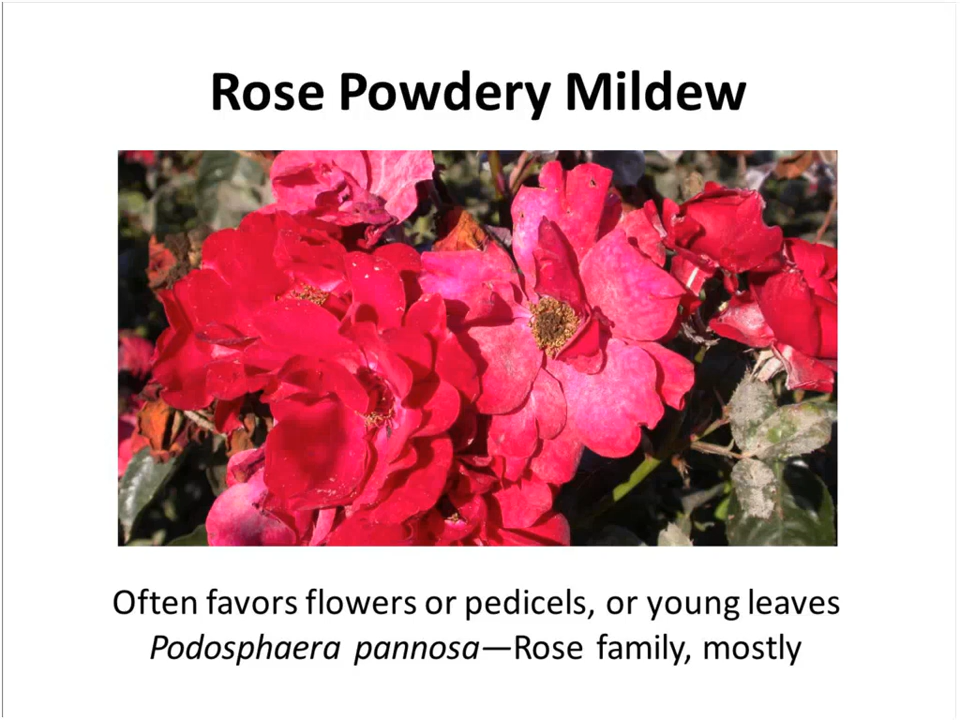 Rose Powdery Mildew
Often favors flowers or pedicels, or young leaves
Podosphaera pannosa—Rose family, mostly